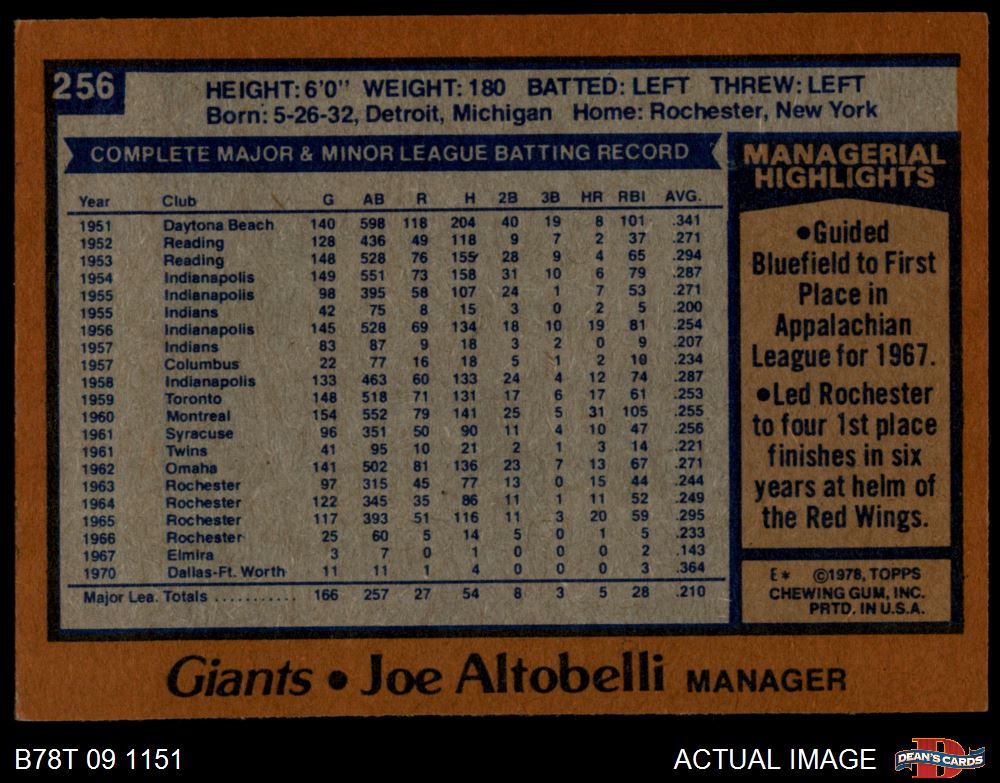 256
HEIGHT: 6'0" WEIGHT: 180 BATTED: LEFT THREW: LEFT
Born: 5-26-32, Detroit, Michigan Home: Rochester, New York
COMPLETE MAJOR & MINOR LEAGUE BATTING RECORD
Year Club G AB R H 2B 3B HR RBI AVG.
1951 Daytona Beach 140 598 118 204 40 19 8 101 .341
1952 Reading 128 436 49 118 9 7 2 37 .271
1953 Reading 148 528 76 155 28 9 4 65 .294
1954 Indianapolis 149 551 73 158 31 10 6 79 .287
1955 Indianapolis 98 395 58 107 24 1 7 53 .271
1955 Indians 42 75 8 15 3 0 2 5 .200
1956 Indianapolis 145 528 69 134 18 10 19 81 .254
1957 Indians 83 87 9 18 3 2 0 9 .207
1957 Columbus 22 77 16 18 5 1 2 10 .234
1958 Indianapolis 133 463 60 133 24 4 12 74 .287
1959 Toronto 148 518 71 131 17 6 17 61 .253
1960 Montreal 154 552 79 141 25 5 31 105 .255
1961 Syracuse 96 351 50 90 11 4 10 47 .256
1961 Twins 41 95 10 21 2 1 3 14 .221
1962 Omaha 141 502 81 136 23 7 13 67 .271
1963 Rochester 97 315 45 77 13 0 15 44 .244
1964 Rochester 122 345 35 86 11 1 11 52 .249
1965 Rochester 117 393 51 116 11 3 20 59 .295
1966 Rochester 25 60 5 14 5 0 1 5 .233
1967 Elmira 3 7 0 1 0 0 0 2 .143
1970 Dallas-Ft. Worth 11 11 1 4 0 0 0 3 .364
Major Lea. Totals ........... 166 257 27 54 8 3 5 28 .210
MANAGERIAL
HIGHLIGHTS
●Guided
Bluefield to First
Place in
Appalachian
League for 1967.
●Led Rochester
to four 1st place
finishes in six
years at helm of
the Red Wings.
E* ©1978, TOPPS
CHEWING GUM, INC.
PRTD. IN U.S.A.
Giants • Joe Altobelli MANAGER
B78T 09 1151
ACTUAL IMAGE
DEAN'S CARDS